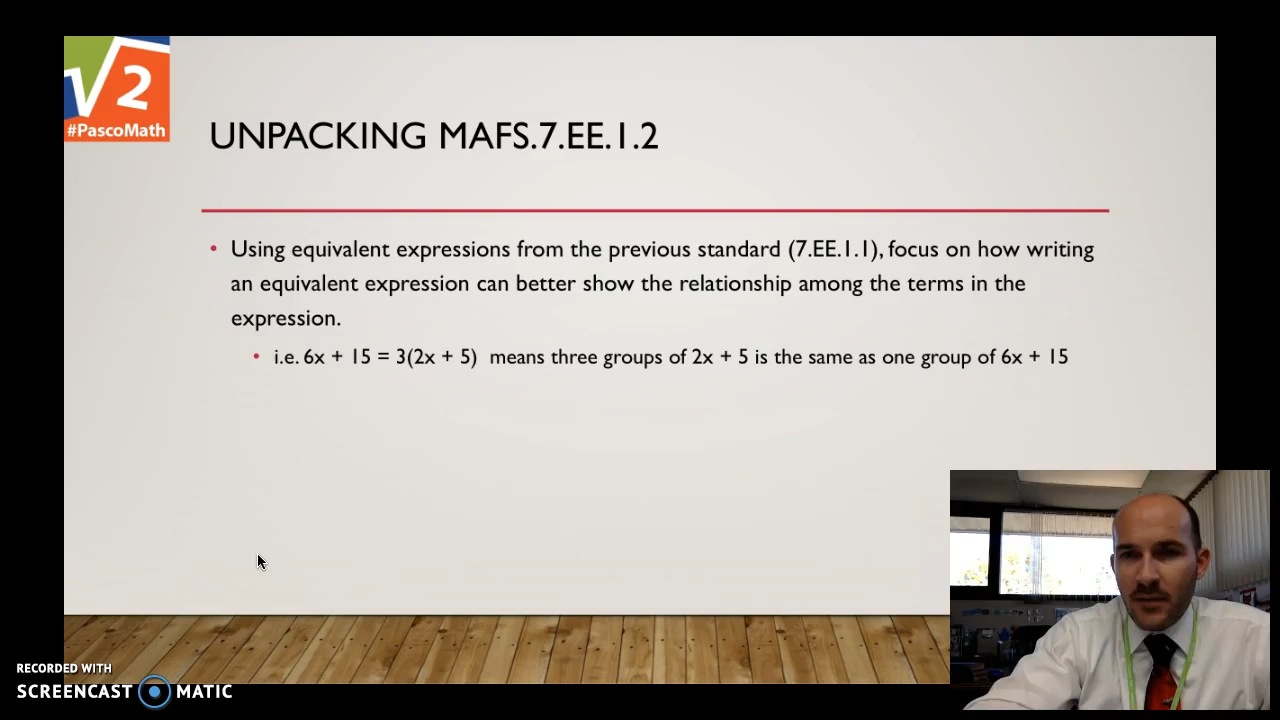 √2
#PascoMath
UNPACKING MAFS.7.EE.1.2
• Using equivalent expressions from the previous standard (7.EE.1.1), focus on how writing
an equivalent expression can better show the relationship among the terms in the
expression.
• i.e. 6x + 15 = 3(2x + 5)  means three groups of 2x + 5 is the same as one group of 6x + 15
RECORDED WITH
SCREENCAST MATIC